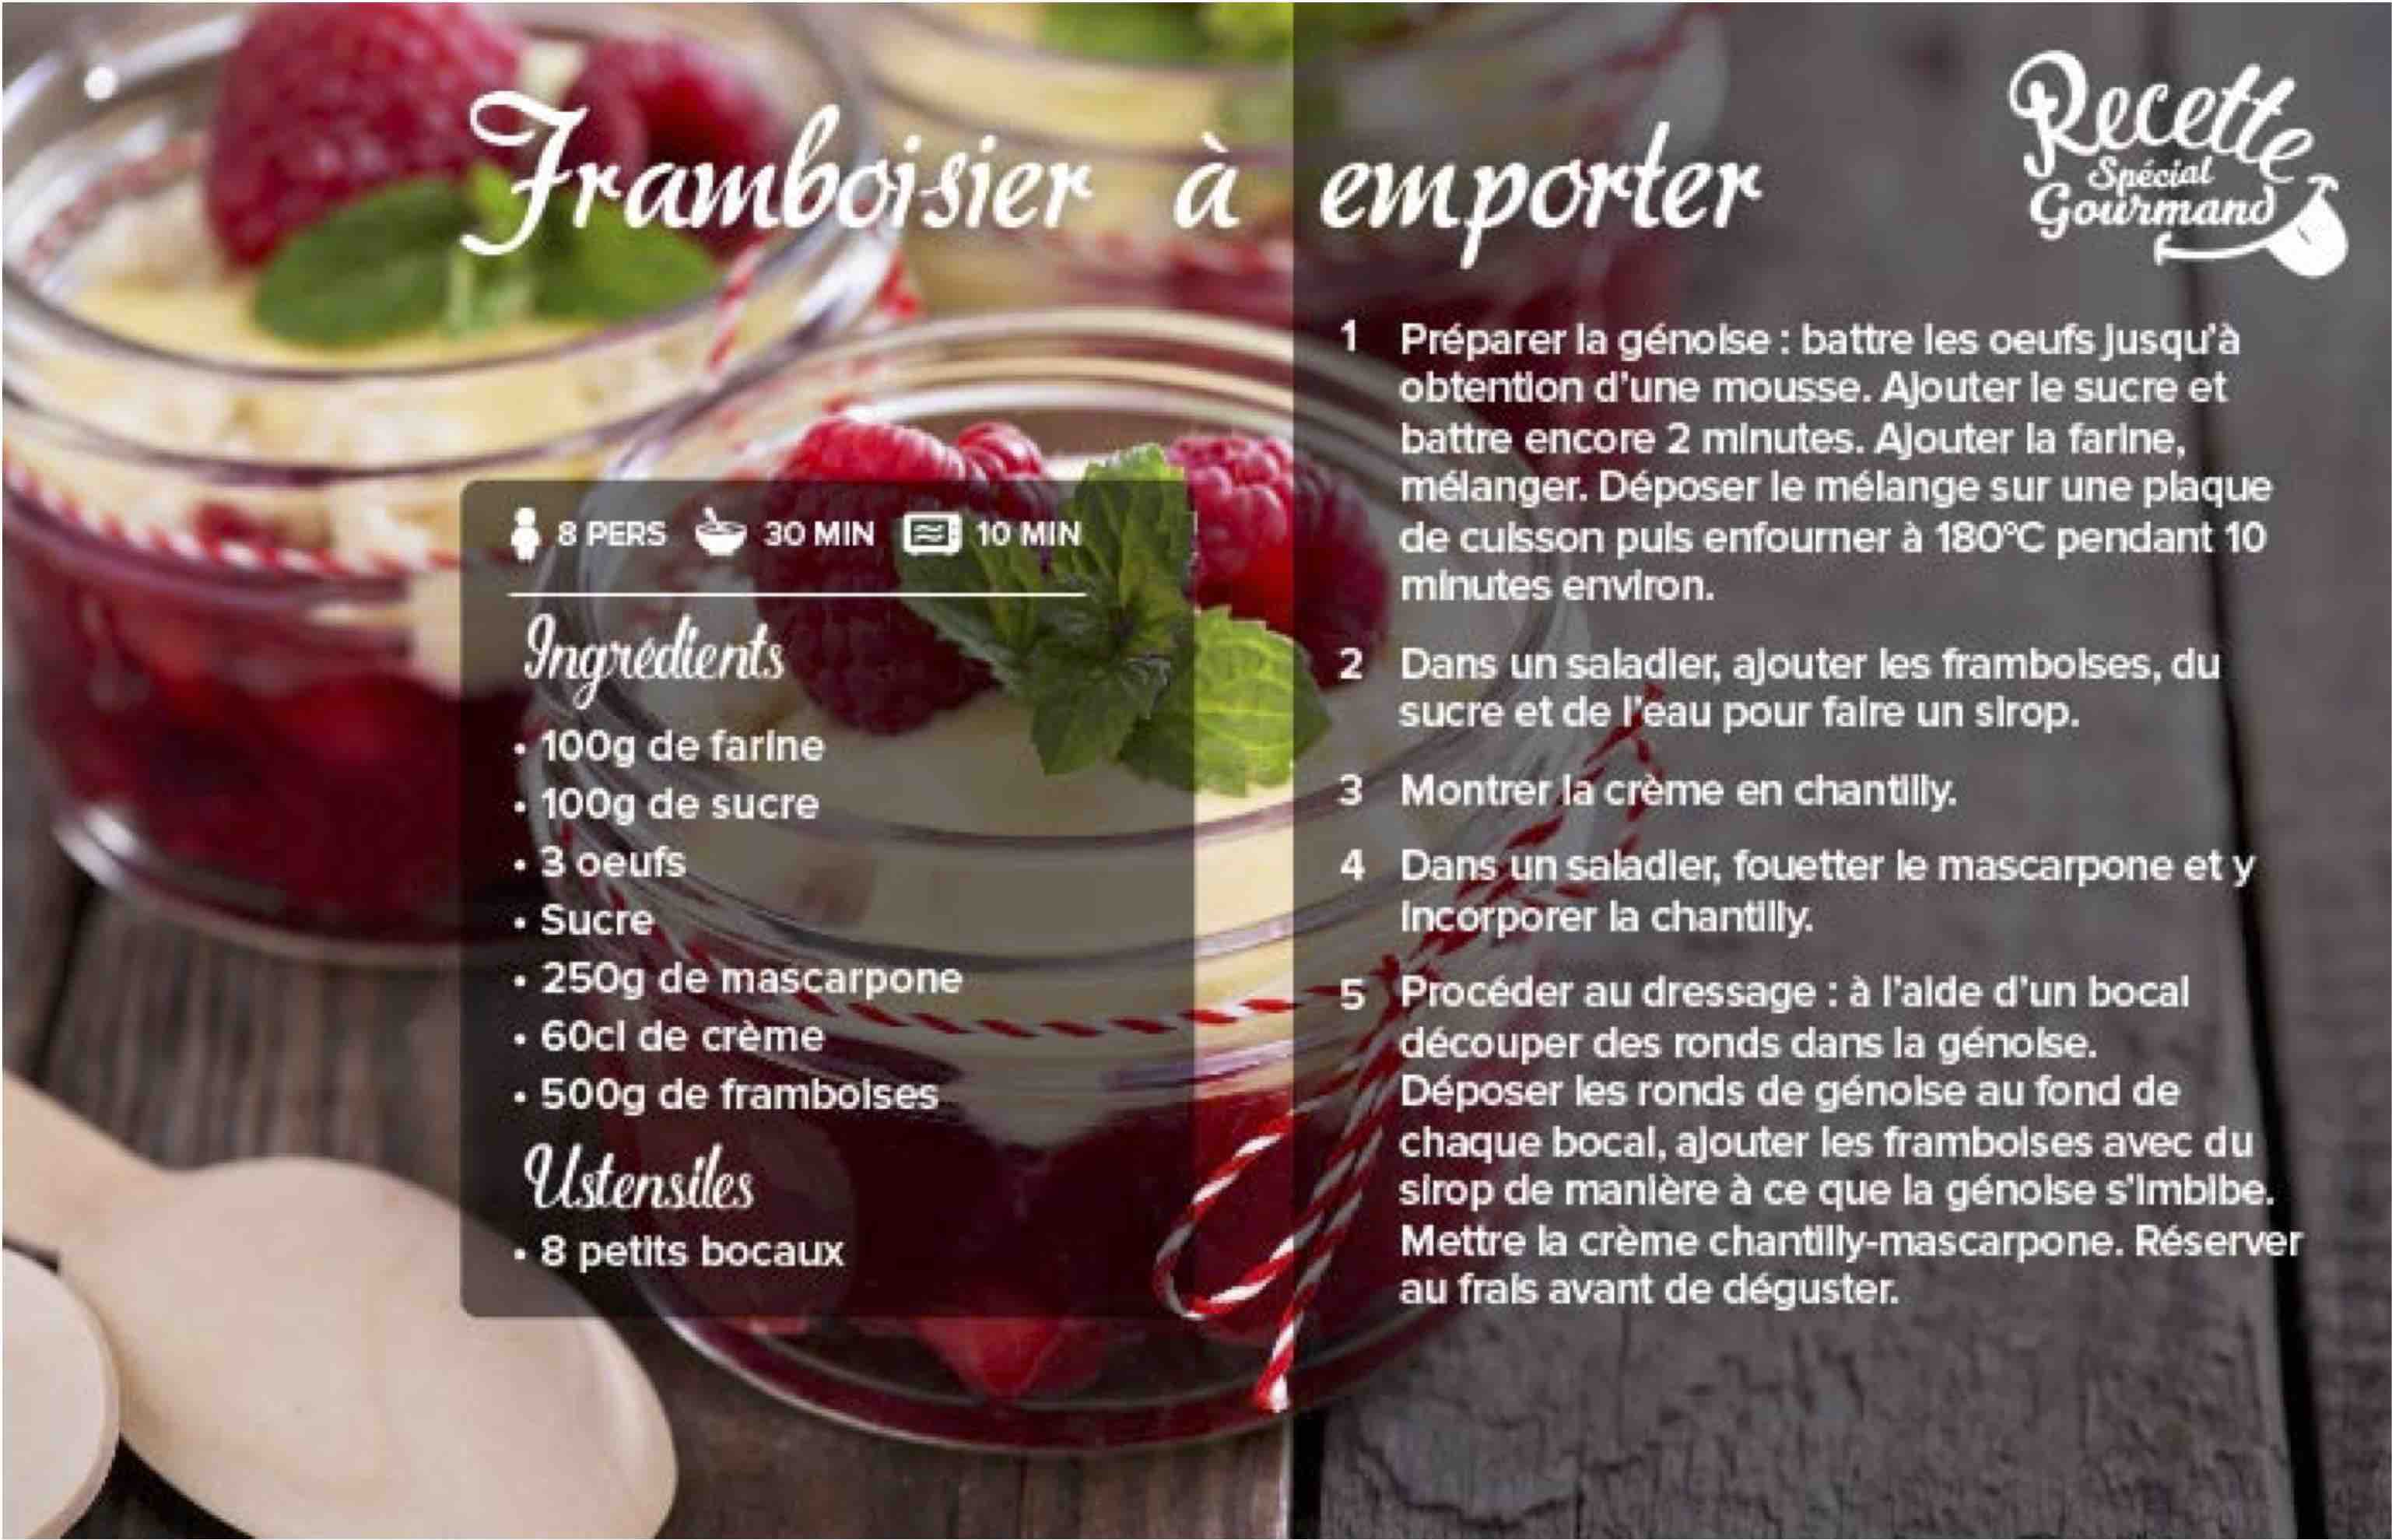 Framboisier à emporter
Recette
Spécial
Gourmand
8 PERS 30 MIN 10 MIN
Ingrédients
• 100g de farine
• 100g de sucre
• 3 oeufs
• Sucre
• 250g de mascarpone
• 60cl de crème
• 500g de framboises
Ustensiles
• 8 petits bocaux
1 Préparer la génoise : battre les oeufs jusqu'à
obtention d'une mousse. Ajouter le sucre et
battre encore 2 minutes. Ajouter la farine,
mélanger. Déposer le mélange sur une plaque
de cuisson puis enfourner à 180°C pendant 10
minutes environ.
2 Dans un saladier, ajouter les framboises, du
sucre et de l'eau pour faire un sirop.
3 Montrer la crème en chantilly.
4 Dans un saladier, fouetter le mascarpone et y
incorporer la chantilly.
5 Procéder au dressage : à l'aide d'un bocal
découper des ronds dans la génoise.
Déposer les ronds de génoise au fond de
chaque bocal, ajouter les framboises avec du
sirop de manière à ce que la génoise s'imbibe.
Mettre la crème chantilly-mascarpone. Réserver
au frais avant de déguster.